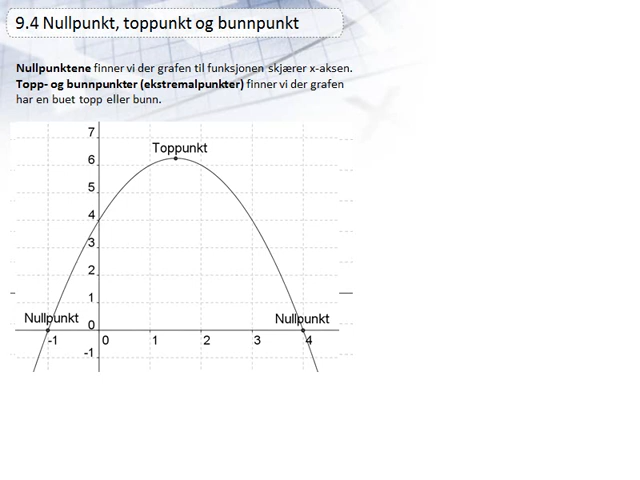 9.4 Nullpunkt, toppunkt og bunnpunkt
Nullpunktene finner vi der grafen til funksjonen skjærer x-aksen.
Topp- og bunnpunkter (ekstremalpunkter) finner vi der grafen
har en buet topp eller bunn.
7
Toppunkt
6
5
4
3
2
1
Nullpunkt
Nullpunkt
0
-1
0
1
2
3
4
-1